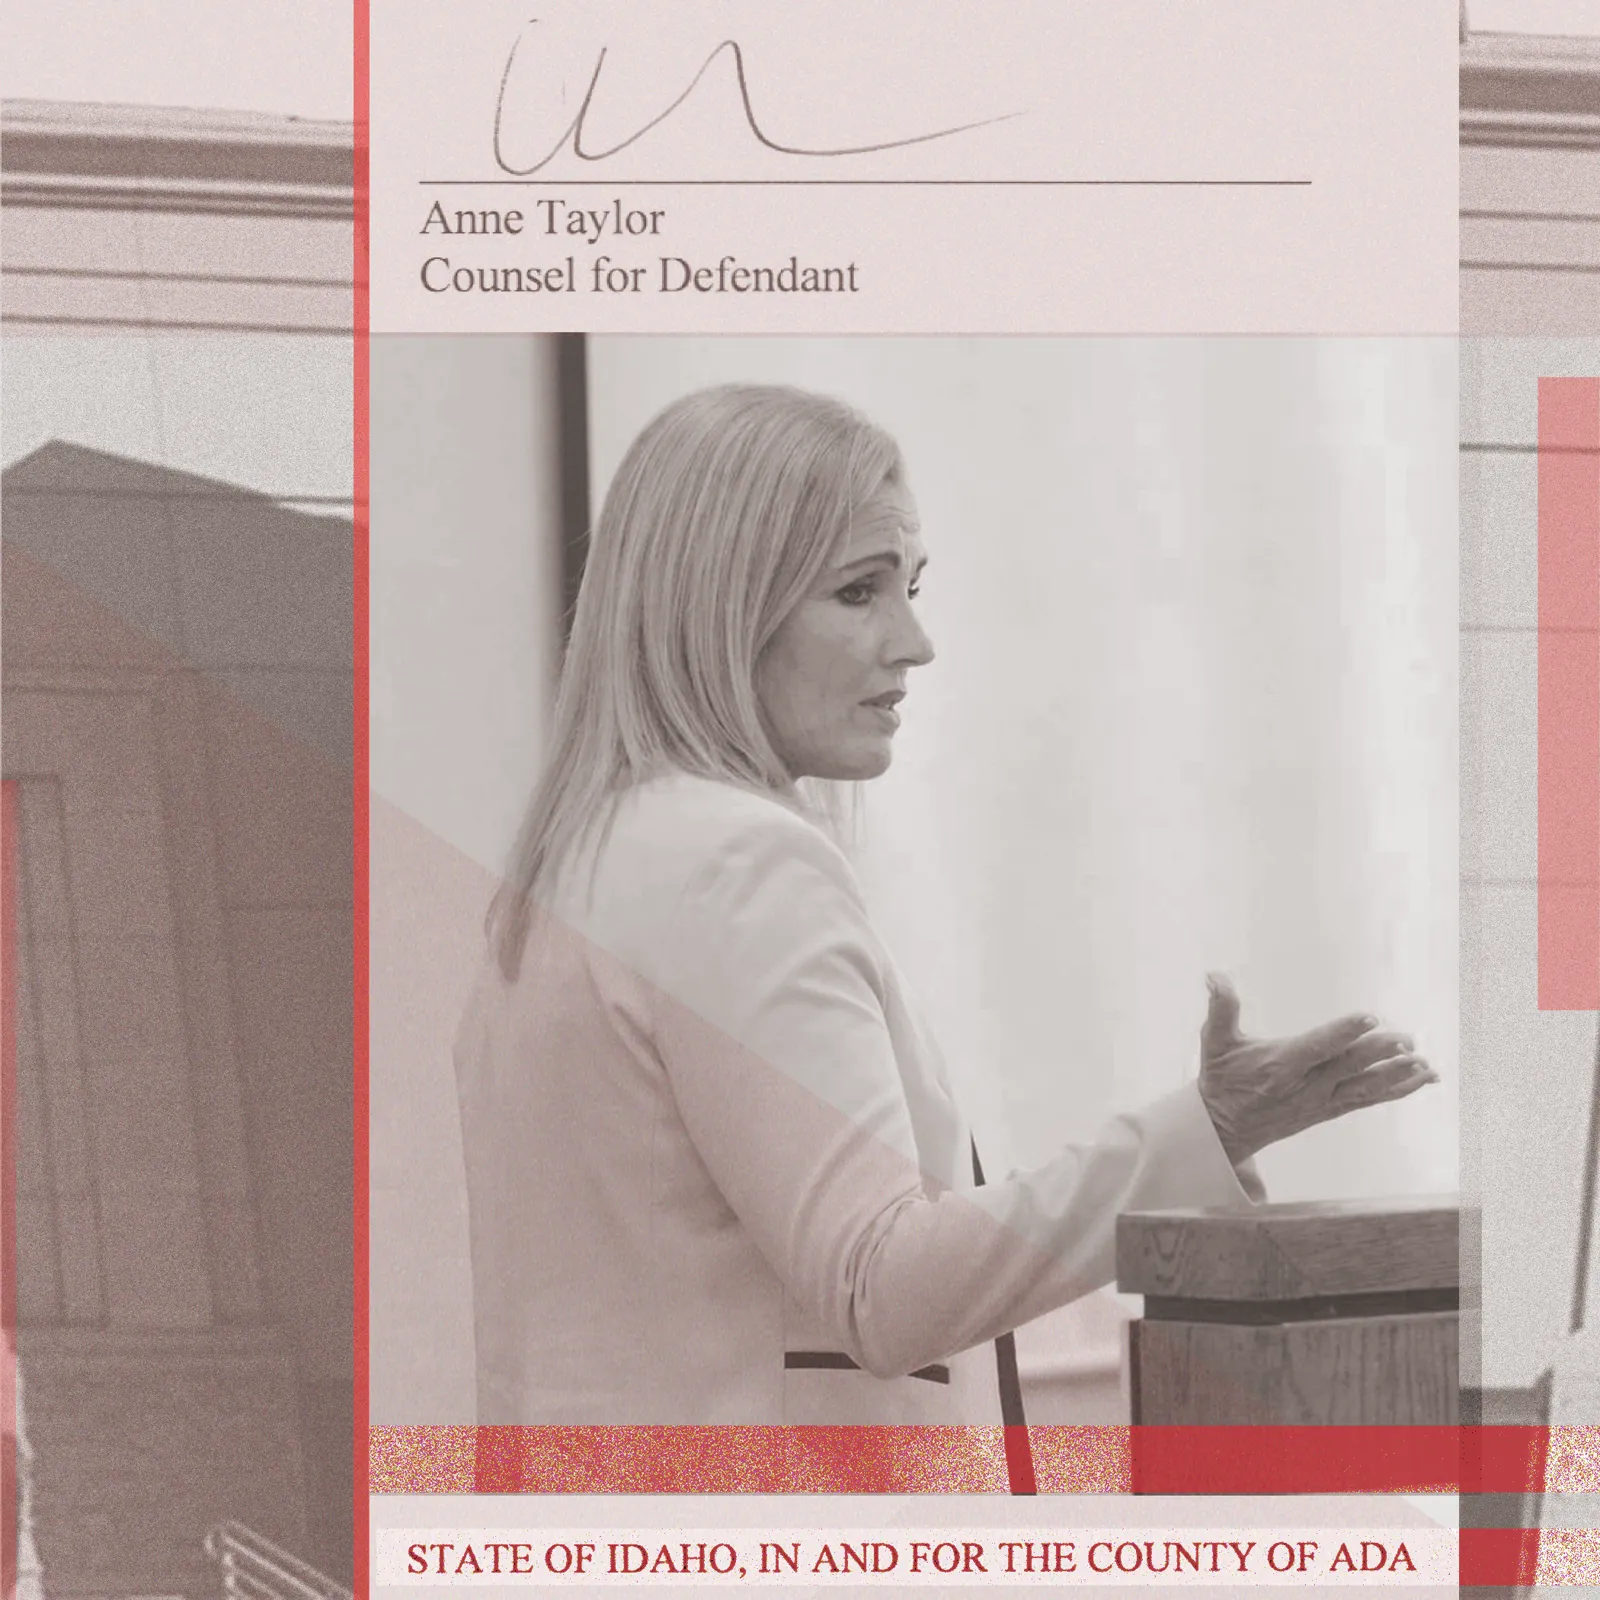 Anne Taylor
Counsel for Defendant
STATE OF IDAHO, IN AND FOR THE COUNTY OF ADA